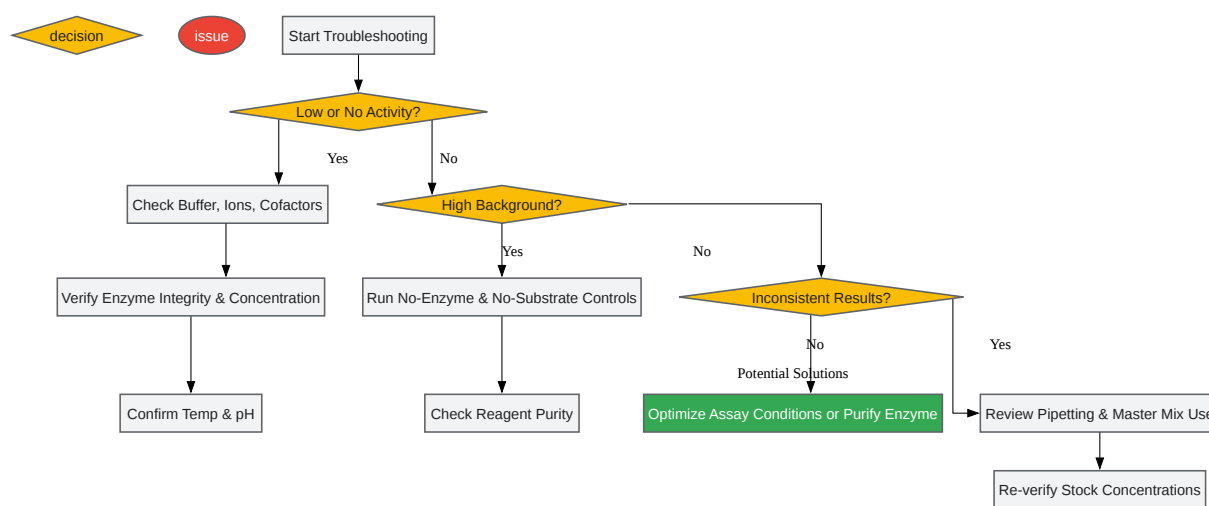 decision
issue
Start Troubleshooting
Low or No Activity?
Yes
No
Check Buffer, Ions, Cofactors
High Background?
Yes
No
Verify Enzyme Integrity & Concentration
Run No-Enzyme & No-Substrate Controls
Inconsistent Results?
No
Yes
Potential Solutions
Confirm Temp & pH
Check Reagent Purity
Optimize Assay Conditions or Purify Enzyme
Review Pipetting & Master Mix Use
Re-verify Stock Concentrations